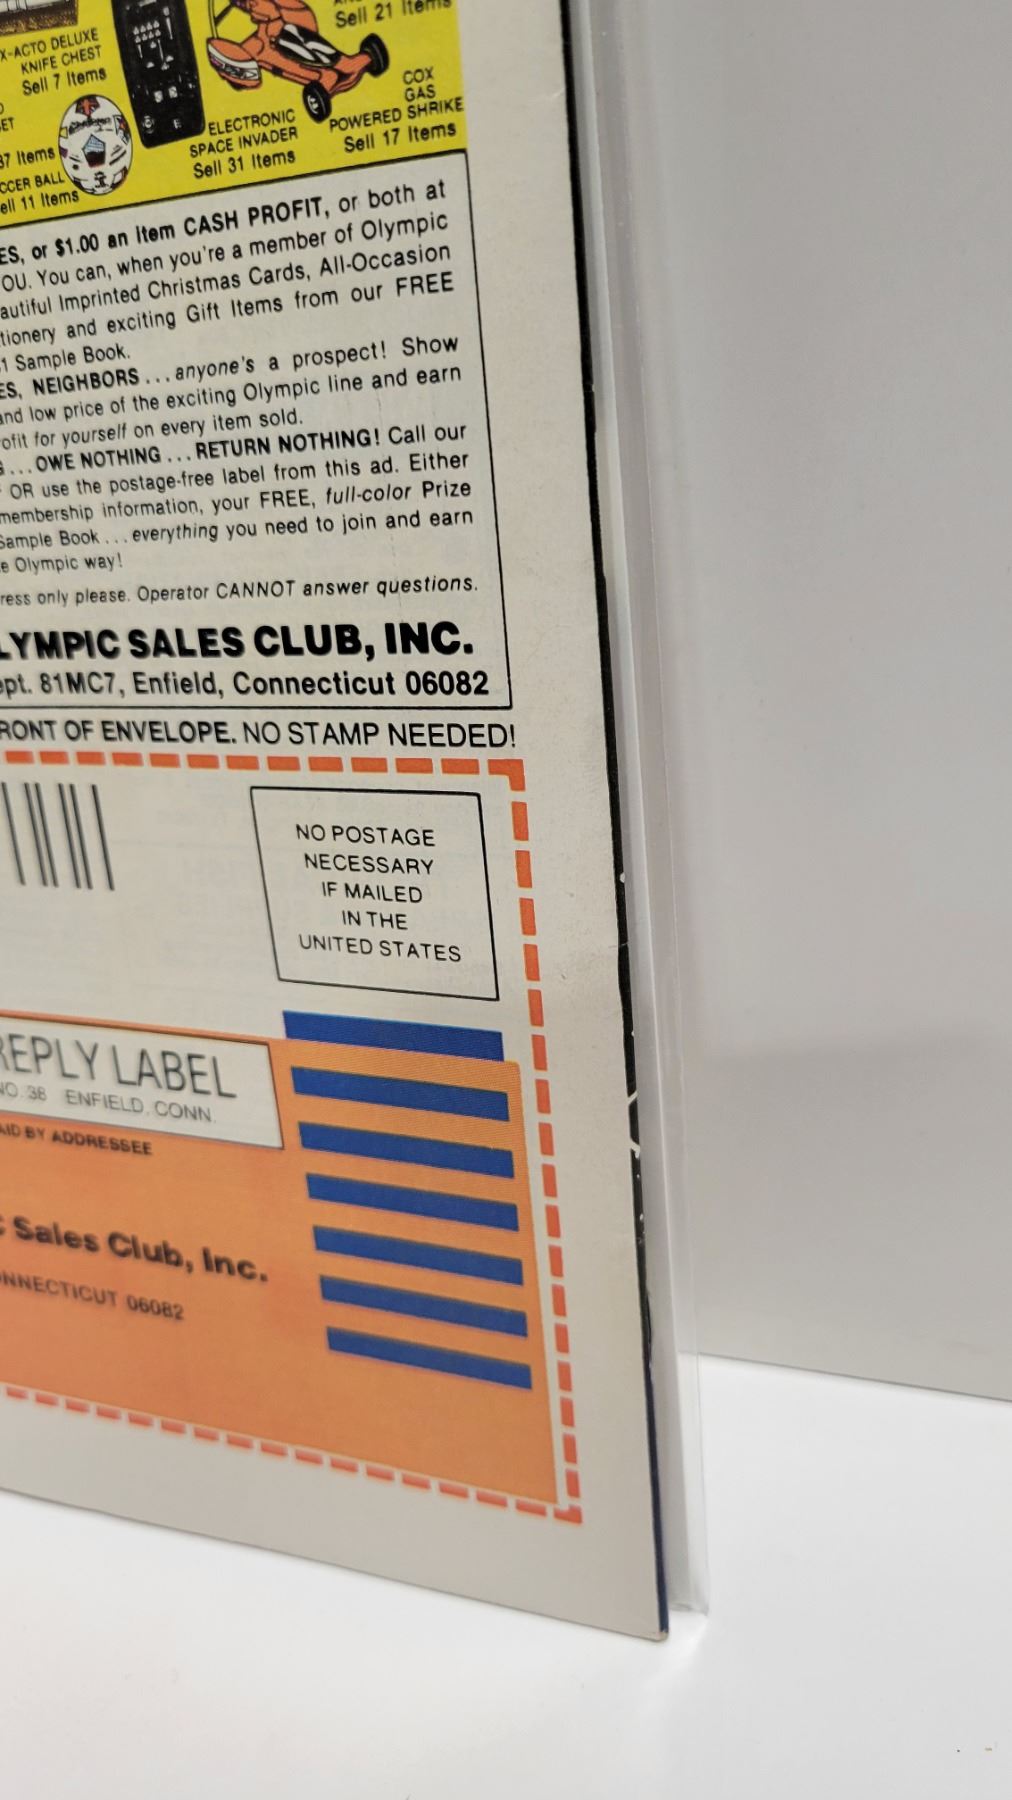 Sell 21 Items
X-ACTO DELUXE
KNIFE CHEST
Sell 7 Items
37 Items
ELECTRONIC
SPACE INVADER
Sell 31 Items
COX
GAS
POWERED SHRIKE
Sell 17 Items
CCER BALL
ell 11 Items
ES, or $1.00 an item CASH PROFIT, or both at
OU. You can, when you're a member of Olympic
autiful Imprinted Christmas Cards, All-Occasion
tionery and exciting Gift Items from our FREE
1 Sample Book.
ES, NEIGHBORS ... anyone's a prospect! Show
and low price of the exciting Olympic line and earn
ofit for yourself on every item sold.
G ... OWE NOTHING ... RETURN NOTHING! Call our
OR use the postage-free label from this ad. Either
membership information, your FREE, full-color Prize
Sample Book ... everything you need to join and earn
e Olympic way!
ress only please. Operator CANNOT answer questions.
LYMPIC SALES CLUB, INC.
ept. 81MC7, Enfield, Connecticut 06082
RONT OF ENVELOPE. NO STAMP NEEDED!
NO POSTAGE
NECESSARY
IF MAILED
IN THE
UNITED STATES
REPLY LABEL
NO. 38 ENFIELD, CONN.
AID BY ADDRESSEE
C Sales Club, Inc.
ONNECTICUT 06082